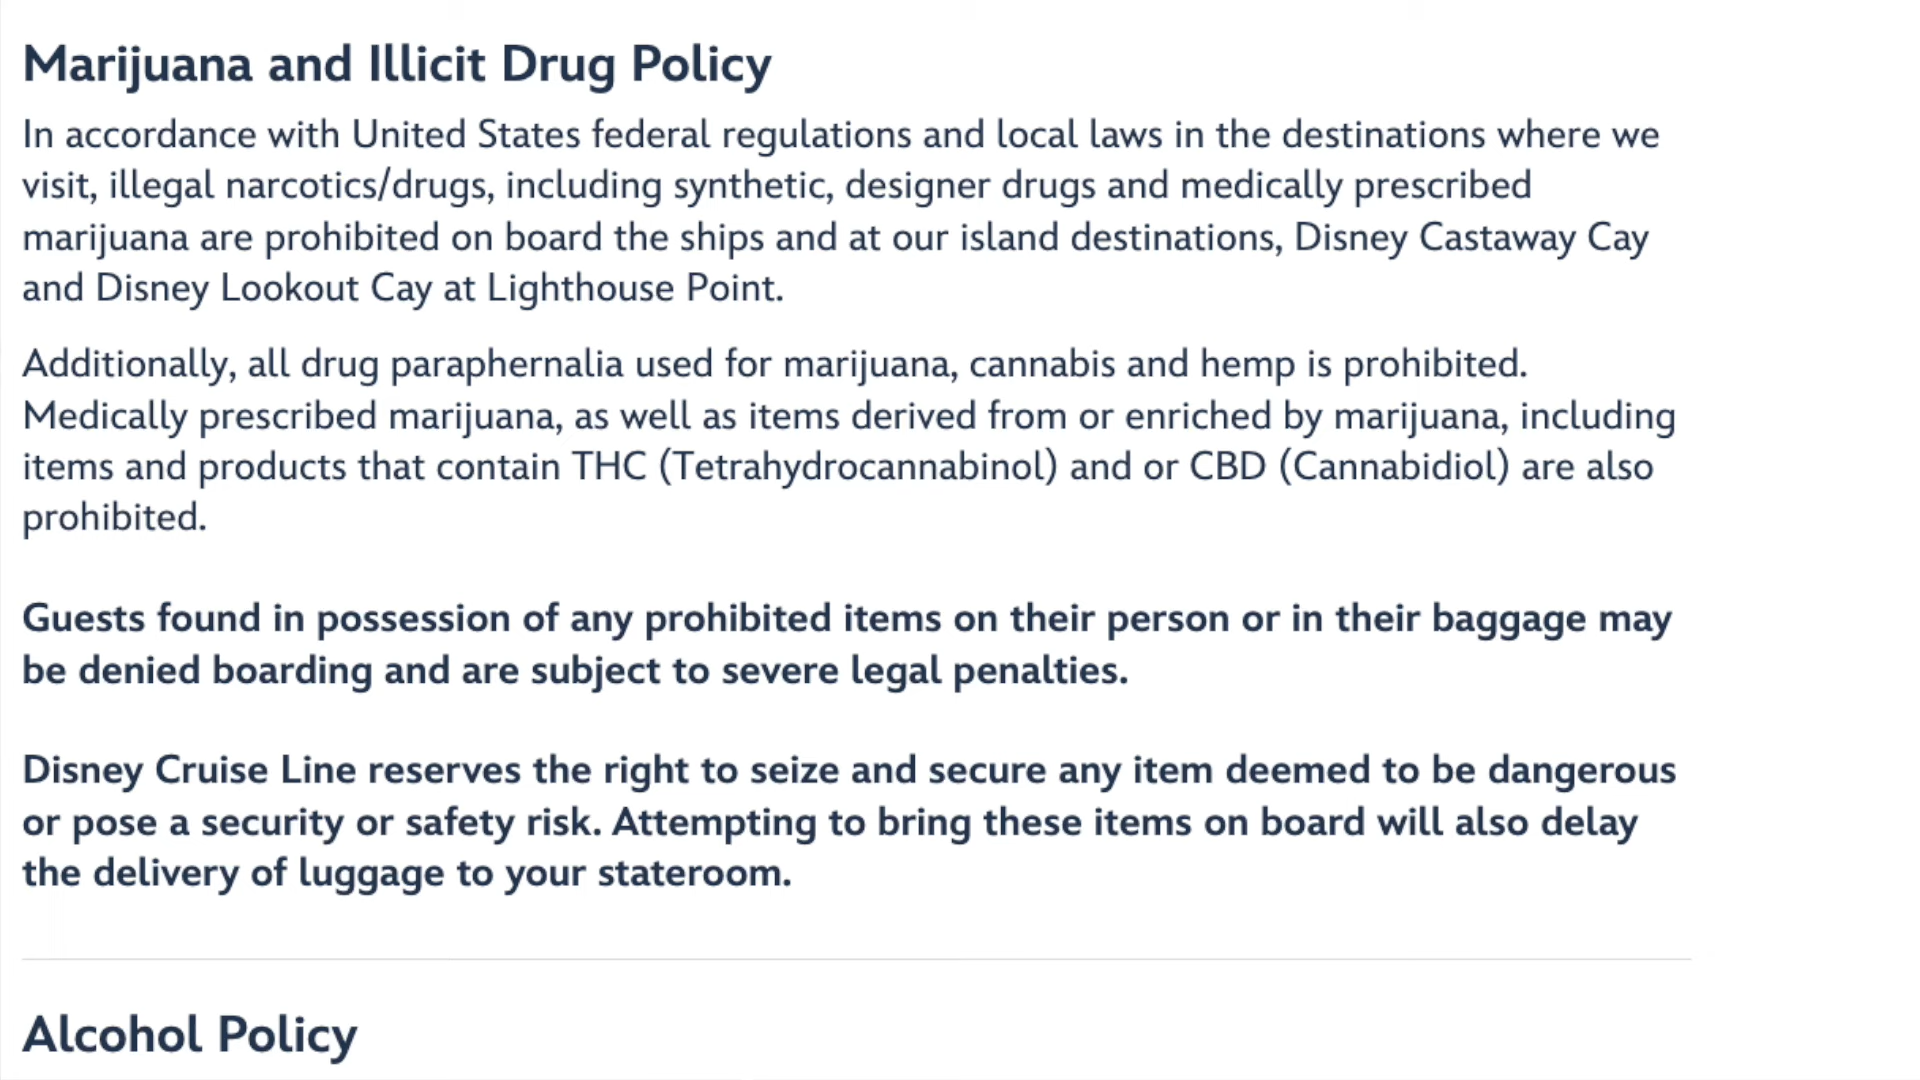 Marijuana and Illicit Drug Policy
In accordance with United States federal regulations and local laws in the destinations where we
visit, illegal narcotics/drugs, including synthetic, designer drugs and medically prescribed
marijuana are prohibited on board the ships and at our island destinations, Disney Castaway Cay
and Disney Lookout Cay at Lighthouse Point.
Additionally, all drug paraphernalia used for marijuana, cannabis and hemp is prohibited.
Medically prescribed marijuana, as well as items derived from or enriched by marijuana, including
items and products that contain THC (Tetrahydrocannabinol) and or CBD (Cannabidiol) are also
prohibited.
Guests found in possession of any prohibited items on their person or in their baggage may
be denied boarding and are subject to severe legal penalties.
Disney Cruise Line reserves the right to seize and secure any item deemed to be dangerous
or pose a security or safety risk. Attempting to bring these items on board will also delay
the delivery of luggage to your stateroom.
Alcohol Policy